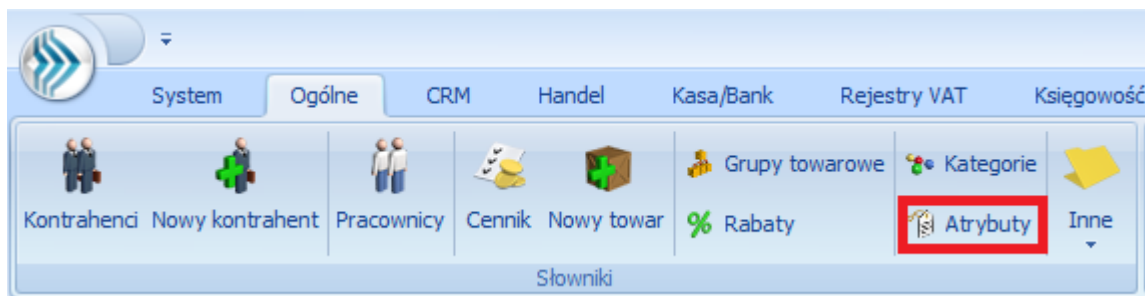 System Ogólne CRM Handel Kasa/Bank Rejestry VAT Księgowość
Grupy towarowe Kategorie
Kontrahenci Nowy kontrahent Pracownicy Cennik Nowy towar Rabaty Atrybuty Inne
Słowniki